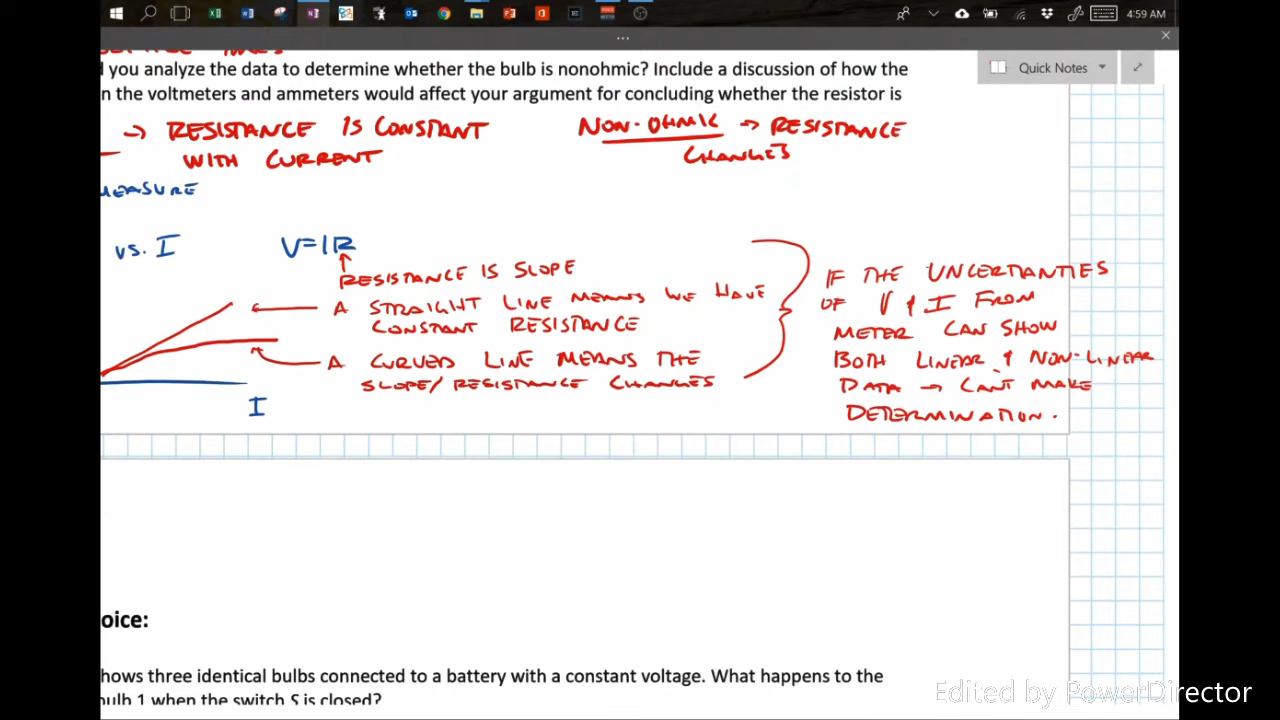 4:59 AM
Quick Notes
d you analyze the data to determine whether the bulb is nonohmic? Include a discussion of how the
n the voltmeters and ammeters would affect your argument for concluding whether the resistor is
→ RESISTANCE IS CONSTANT
WITH CURRENT
NON-OHMIC → RESISTANCE
CHANGES
MEASURE
vs. I
V=IR
RESISTANCE IS SLOPE
A STRAIGHT LINE MEANS WE HAVE
CONSTANT RESISTANCE
A CURVED LINE MEANS THE
SLOPE/RESISTANCE CHANGES
I
IF THE UNCERTIANTIES
OF V & I FROM
METER CAN SHOW
BOTH LINEAR & NON-LINEAR
DATA → CAN'T MAKE
DETERMINATION.
oice:
hows three identical bulbs connected to a battery with a constant voltage. What happens to the
bulb 1 when the switch S is closed?
Edited by PowerDirector